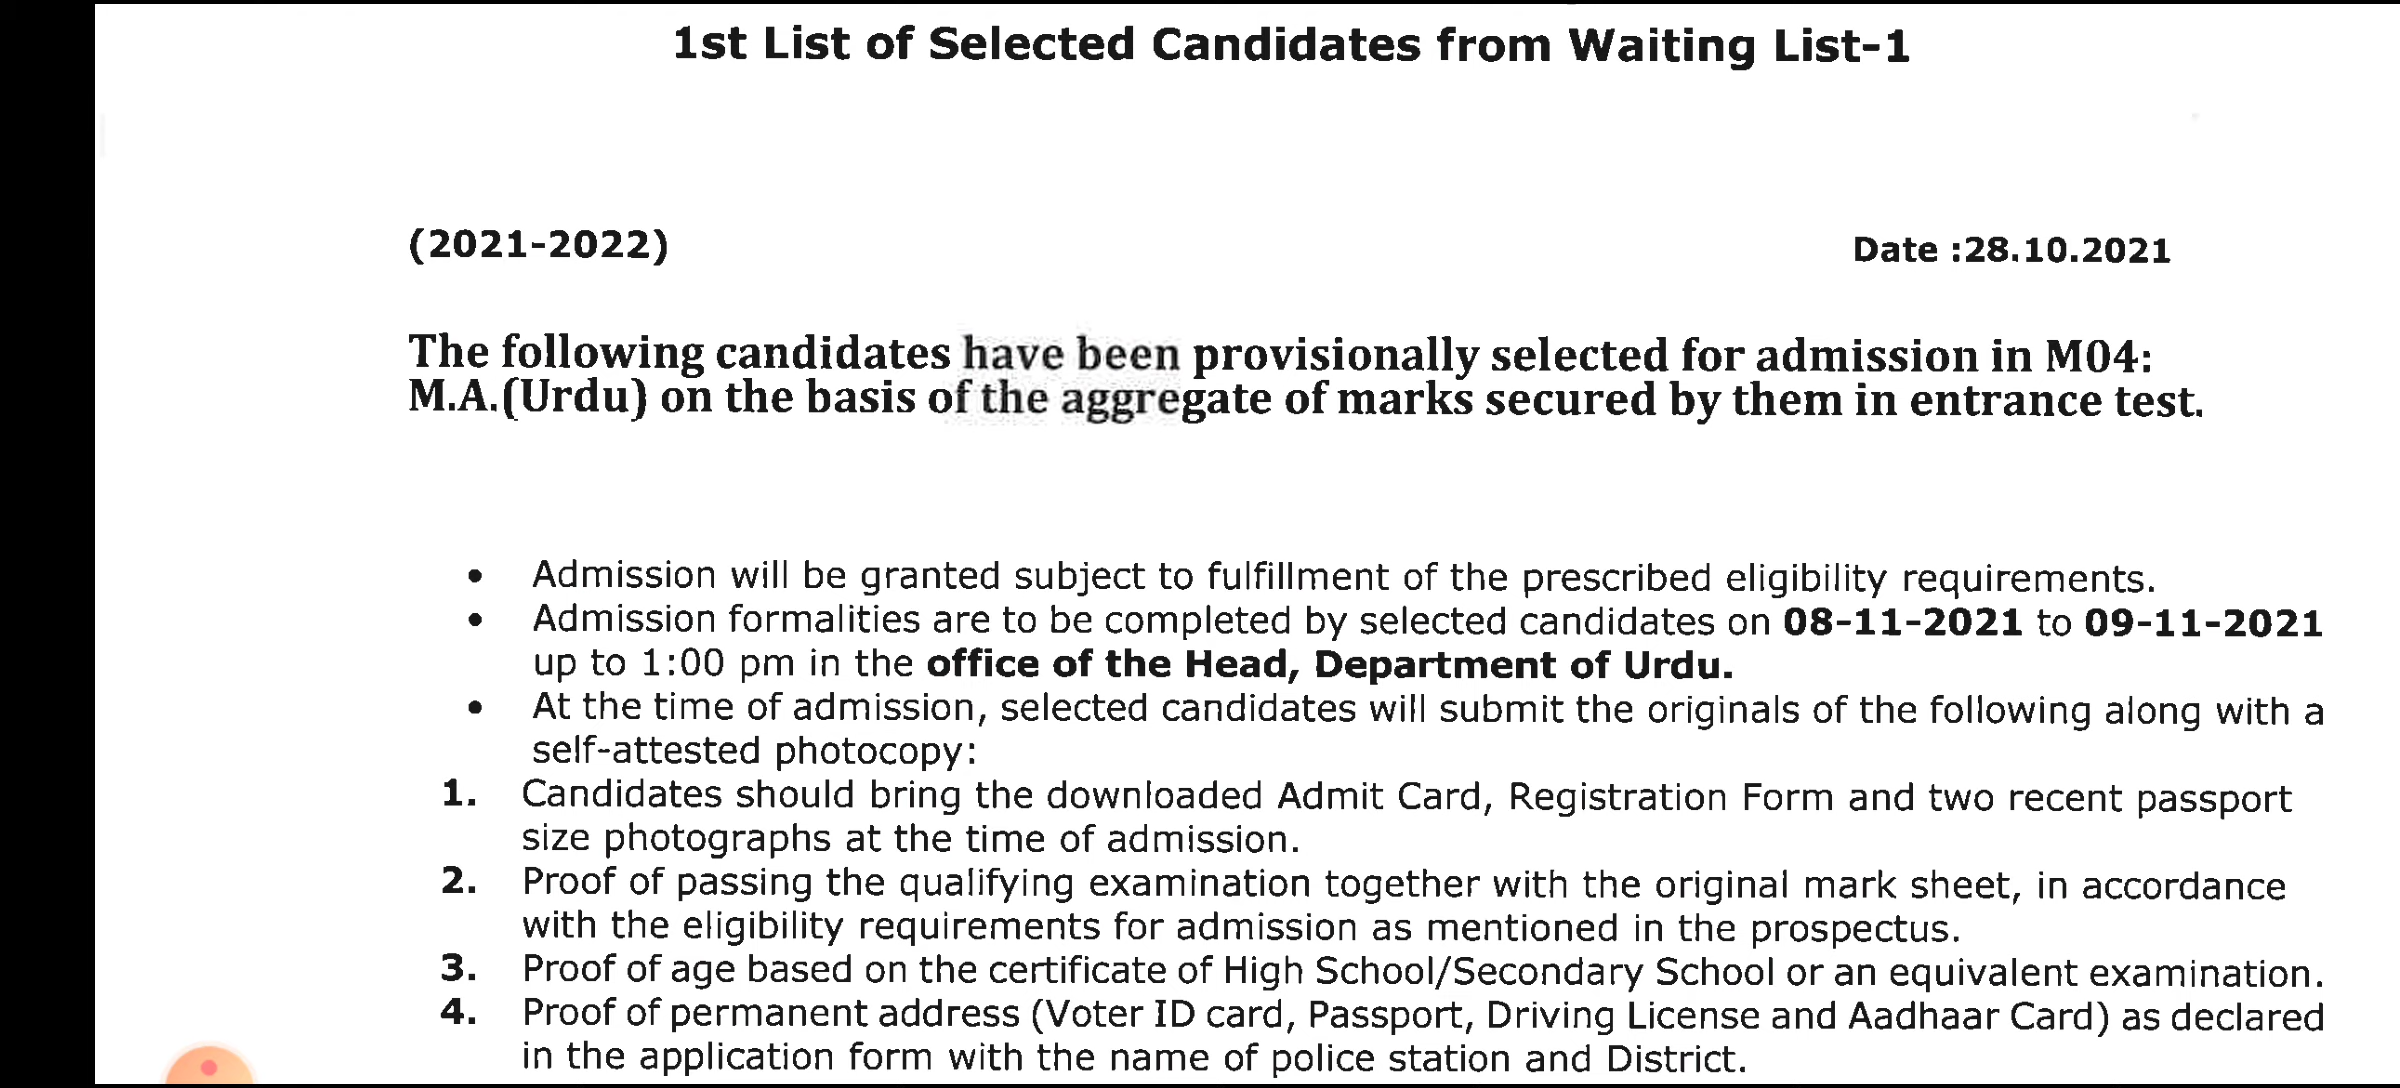 1st List of Selected Candidates from Waiting List-1
(2021-2022)
Date :28.10.2021
The following candidates have been provisionally selected for admission in M04:
M.A.(Urdu) on the basis of the aggregate of marks secured by them in entrance test.
• Admission will be granted subject to fulfillment of the prescribed eligibility requirements.
• Admission formalities are to be completed by selected candidates on 08-11-2021 to 09-11-2021
up to 1:00 pm in the office of the Head, Department of Urdu.
• At the time of admission, selected candidates will submit the originals of the following along with a
self-attested photocopy:
1. Candidates should bring the downloaded Admit Card, Registration Form and two recent passport
size photographs at the time of admission.
2. Proof of passing the qualifying examination together with the original mark sheet, in accordance
with the eligibility requirements for admission as mentioned in the prospectus.
3. Proof of age based on the certificate of High School/Secondary School or an equivalent examination.
4. Proof of permanent address (Voter ID card, Passport, Driving License and Aadhaar Card) as declared
in the application form with the name of police station and District.